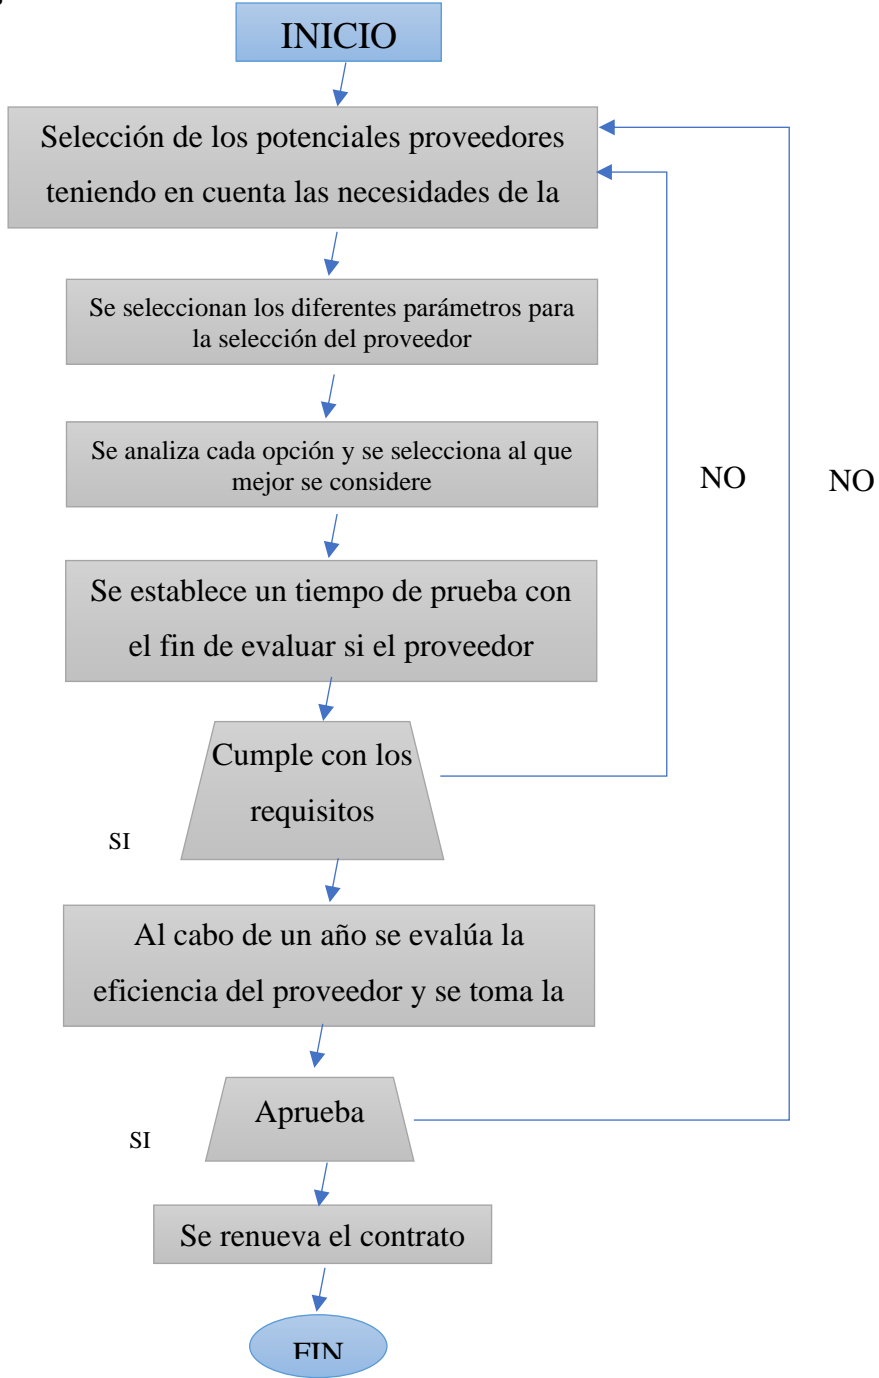 INICIO
Selección de los potenciales proveedores
teniendo en cuenta las necesidades de la
Se seleccionan los diferentes parámetros para
la selección del proveedor
Se analiza cada opción y se selecciona al que
mejor se considere
NO
NO
Se establece un tiempo de prueba con
el fin de evaluar si el proveedor
Cumple con los
requisitos
SI
Al cabo de un año se evalúa la
eficiencia del proveedor y se toma la
Aprueba
SI
Se renueva el contrato
FIN